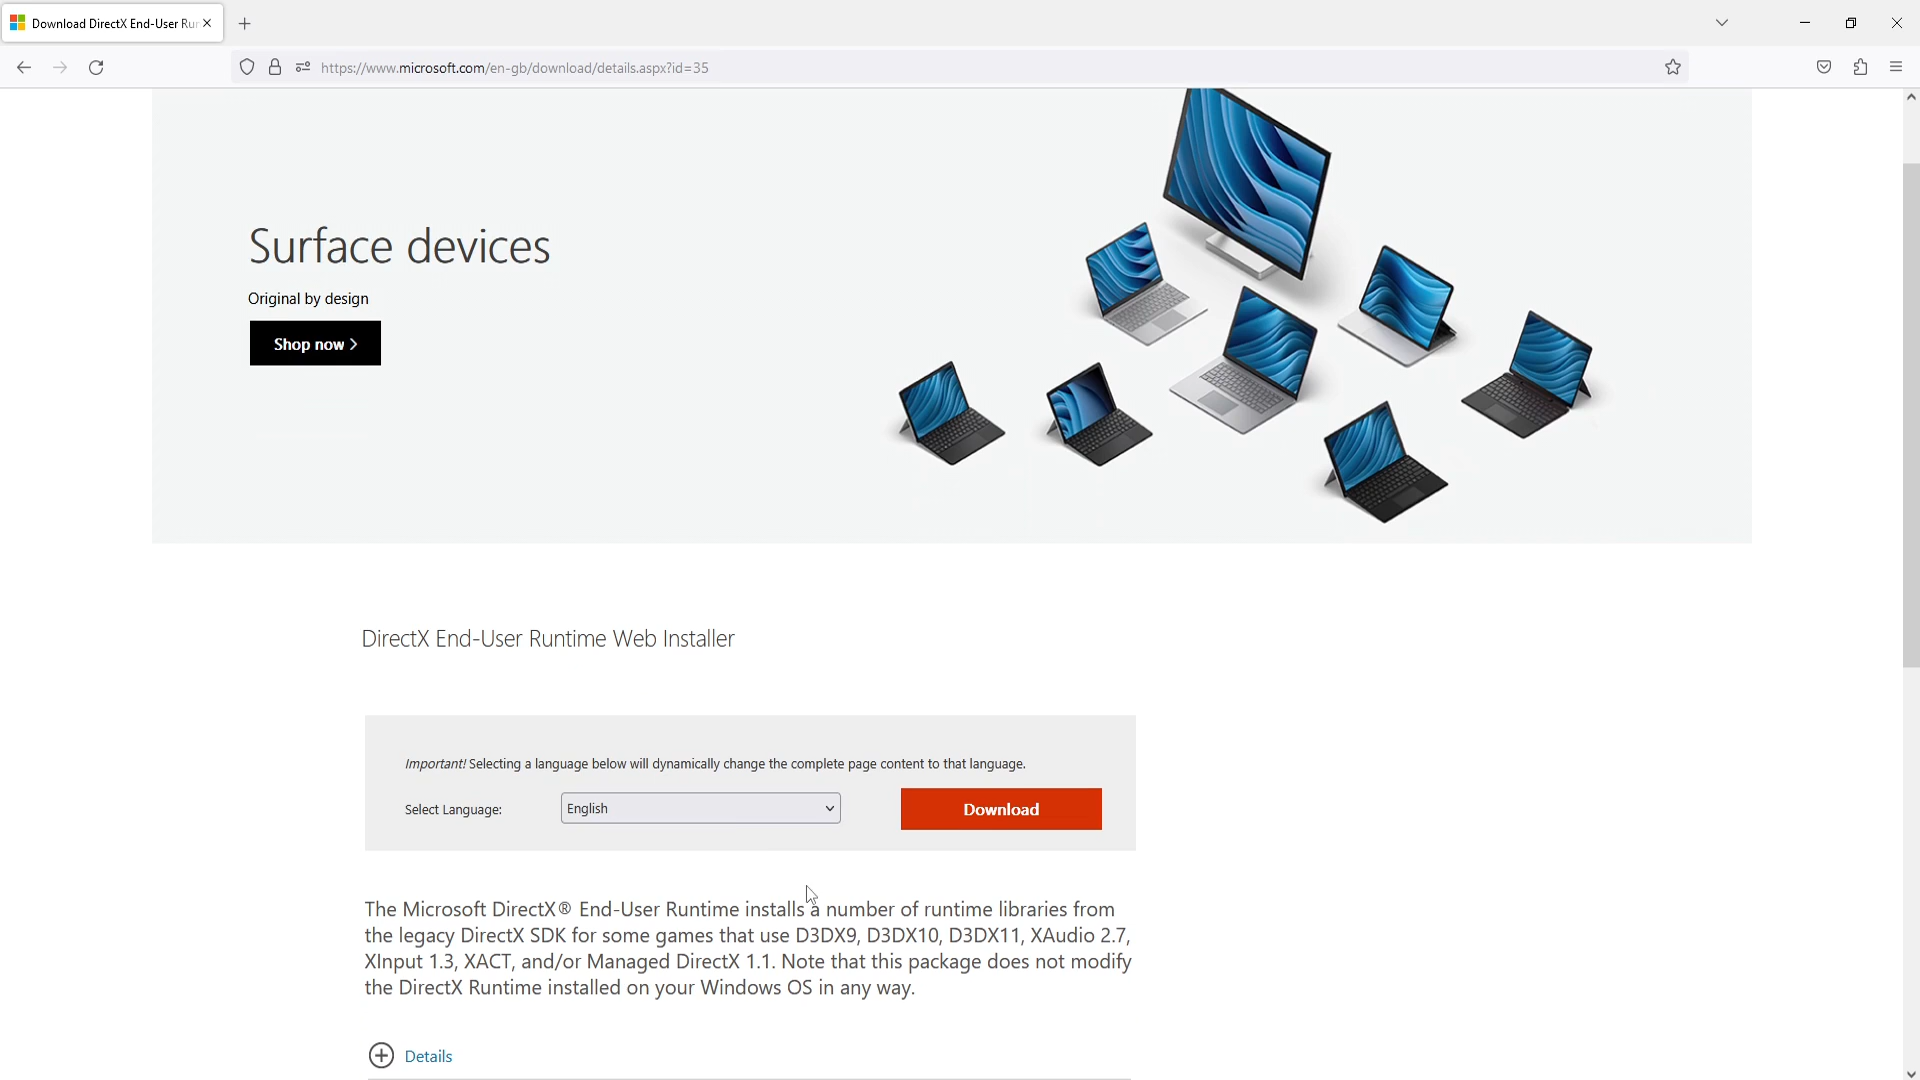 Download DirectX End-User Ru
https://www.microsoft.com/en-gb/download/details.aspx?id=35
Surface devices
Original by design
Shop now
DirectX End-User Runtime Web Installer
Important! Selecting a language below will dynamically change the complete page content to that language.
Select Language:
English
Download
The Microsoft DirectX® End-User Runtime installs a number of runtime libraries from
the legacy DirectX SDK for some games that use D3DX9, D3DX10, D3DX11, XAudio 2.7,
XInput 1.3, XACT, and/or Managed DirectX 1.1. Note that this package does not modify
the DirectX Runtime installed on your Windows OS in any way.
Details